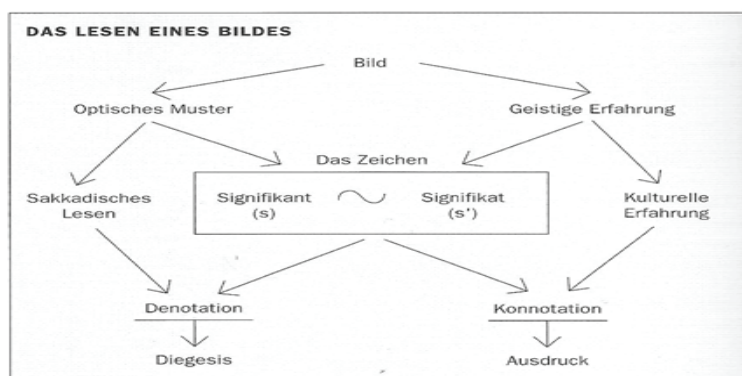 DAS LESEN EINES BILDES
Bild
Optisches Muster
Geistige Erfahrung
Das Zeichen
Sakkadisches
Lesen
Signifikant
(s)
Signifikat
(s')
Kulturelle
Erfahrung
Denotation
Konnotation
Diegesis
Ausdruck